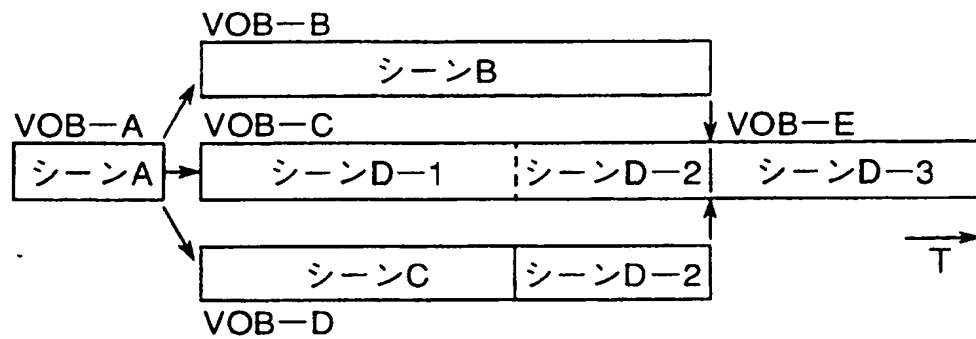 VOB－B
シーンB
VOB－A
VOB－C
VOB－E
シーンA
シーンD－1
シーンD－2
シーンD－3
T
シーンC
シーンD－2
VOB－D